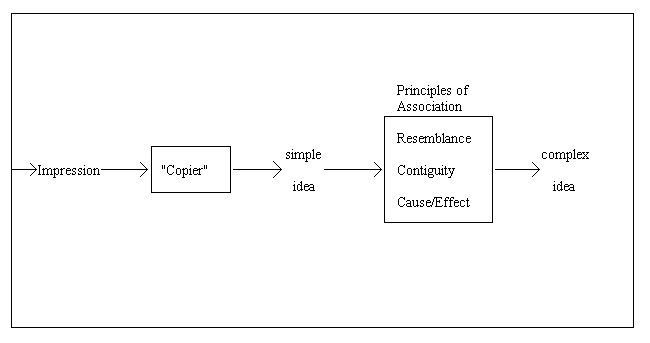 Principles of
Association
Impression
"Copier"
simple
idea
Resemblance
Contiguity
Cause/Effect
complex
idea